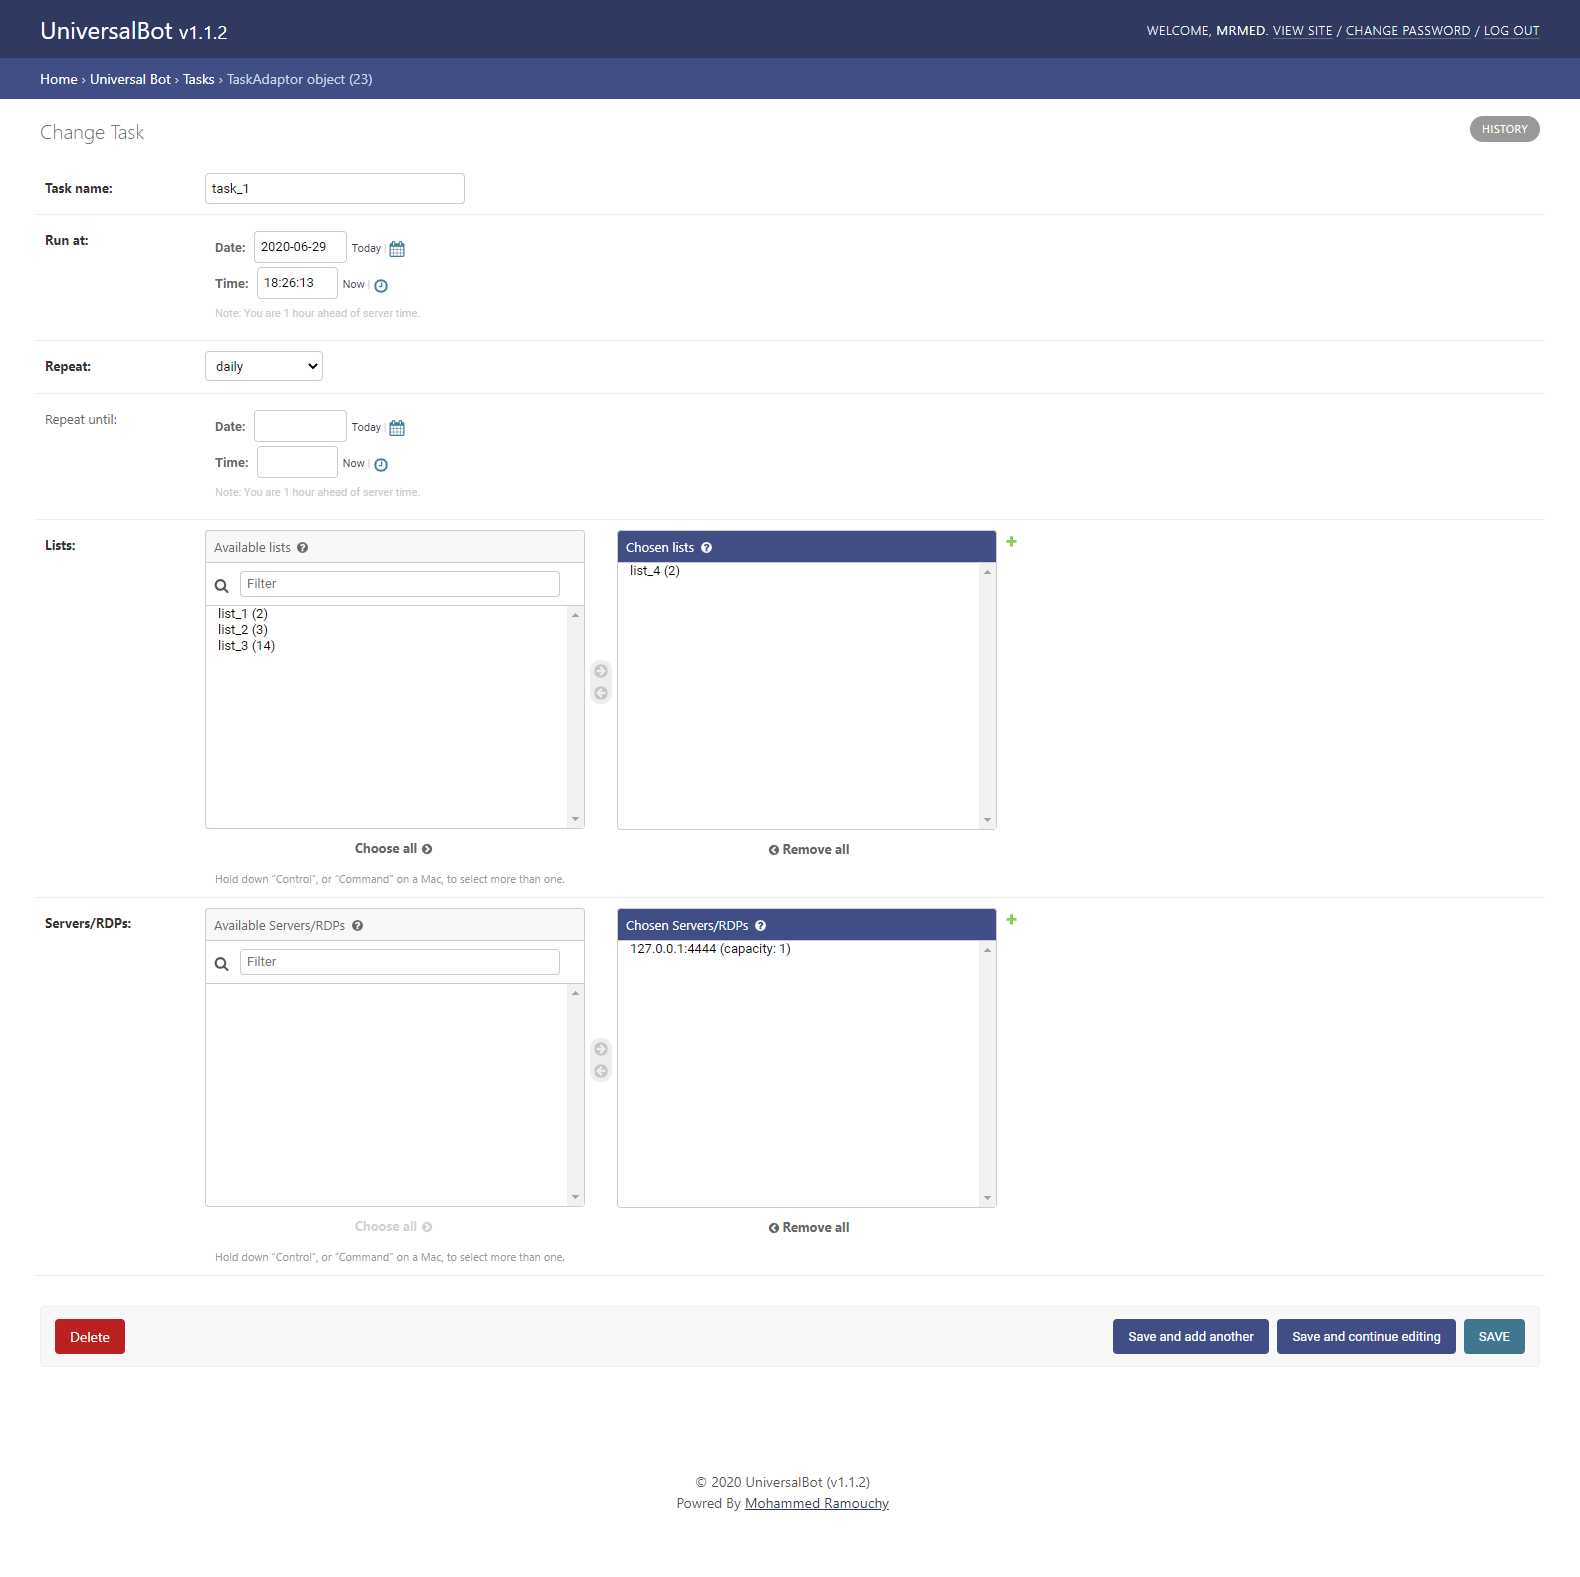 UniversalBot v1.1.2
WELCOME, MRMED. VIEW SITE / CHANGE PASSWORD / LOG OUT
Home › Universal Bot › Tasks › TaskAdaptor object (23)
Change Task
HISTORY
Task name:
task_1
Run at:
Date: 2020-06-29 Today |
Time: 18:26:13 Now |
Note: You are 1 hour ahead of server time.
Repeat:
daily
Repeat until:
Date: Today |
Time: Now |
Note: You are 1 hour ahead of server time.
Lists:
Available lists
Filter
list_1 (2)
list_2 (3)
list_3 (14)
Choose all
Chosen lists
list_4 (2)
Remove all
Hold down "Control", or "Command" on a Mac, to select more than one.
Servers/RDPs:
Available Servers/RDPs
Filter
Choose all
Chosen Servers/RDPs
127.0.0.1:4444 (capacity: 1)
Remove all
Hold down "Control", or "Command" on a Mac, to select more than one.
Delete
Save and add another
Save and continue editing
SAVE
© 2020 UniversalBot (v1.1.2)
Powred By Mohammed Ramouchy